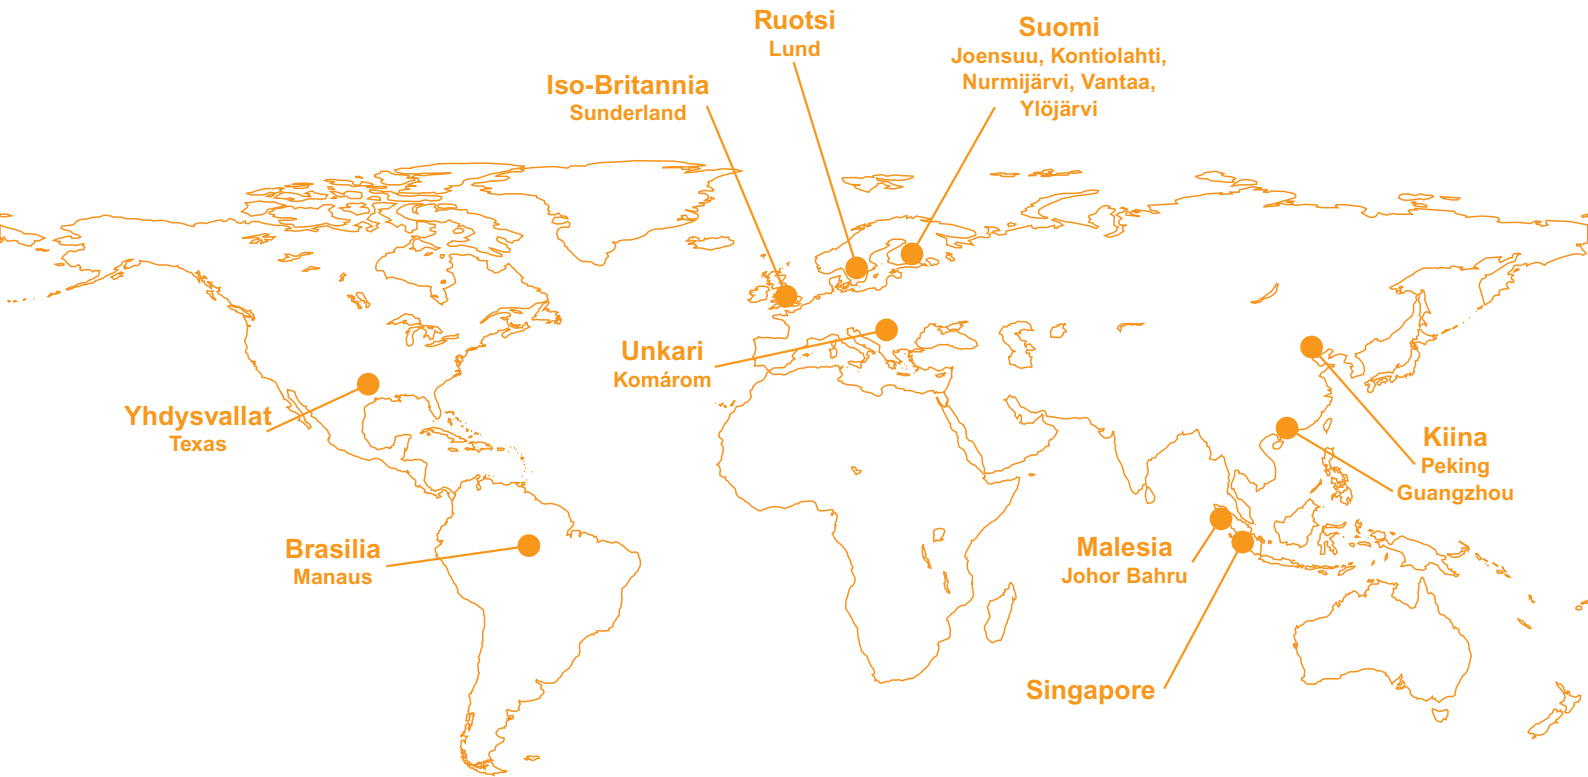 Ruotsi
Lund
Suomi
Joensuu, Kontiolahti,
Nurmijärvi, Vantaa,
Ylöjärvi
Iso-Britannia
Sunderland
Unkari
Komárom
Yhdysvallat
Texas
Kiina
Peking
Guangzhou
Brasilia
Manaus
Malesia
Johor Bahru
Singapore